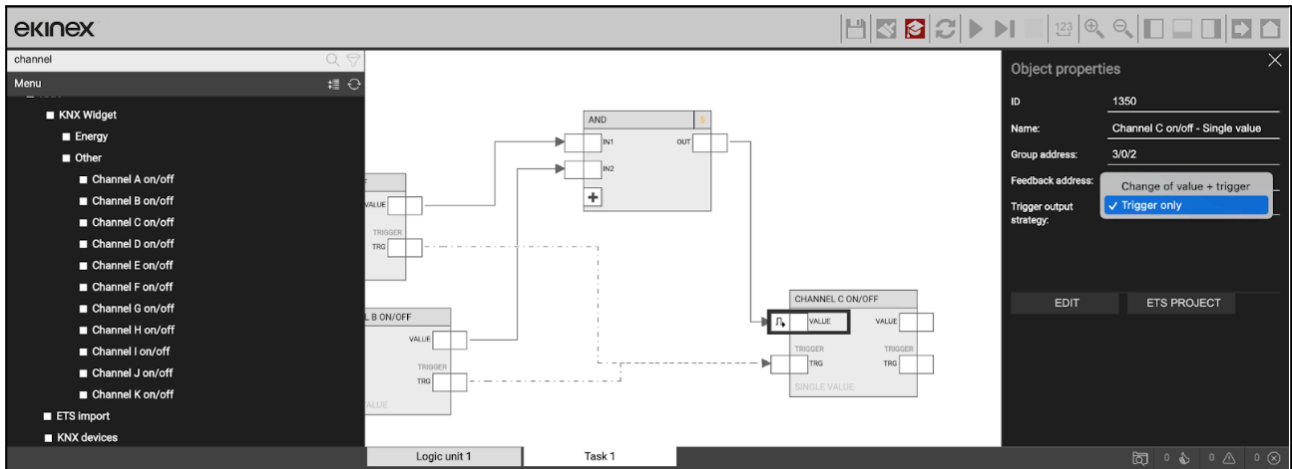 ekinex
123
channel
Menu
KNX Widget
Energy
Other
Channel A on/off
Channel B on/off
Channel C on/off
Channel D on/off
Channel E on/off
Channel F on/off
Channel G on/off
Channel H on/off
Channel I on/off
Channel J on/off
Channel K on/off
ETS import
KNX devices
VALUE
TRIGGER
TRG
L B ON/OFF
VALUE
TRIGGER
TRG
ALUE
AND S
IN1 OUT
IN2
+
CHANNEL C ON/OFF
VALUE VALUE
TRIGGER TRIGGER
TRG TRG
SINGLE VALUE
Logic unit 1 Task 1
Object properties
ID 1350
Name: Channel C on/off - Single value
Group address: 3/0/2
Feedback address:
Change of value + trigger
Trigger output strategy:
✓ Trigger only
EDIT ETS PROJECT
0 0 0